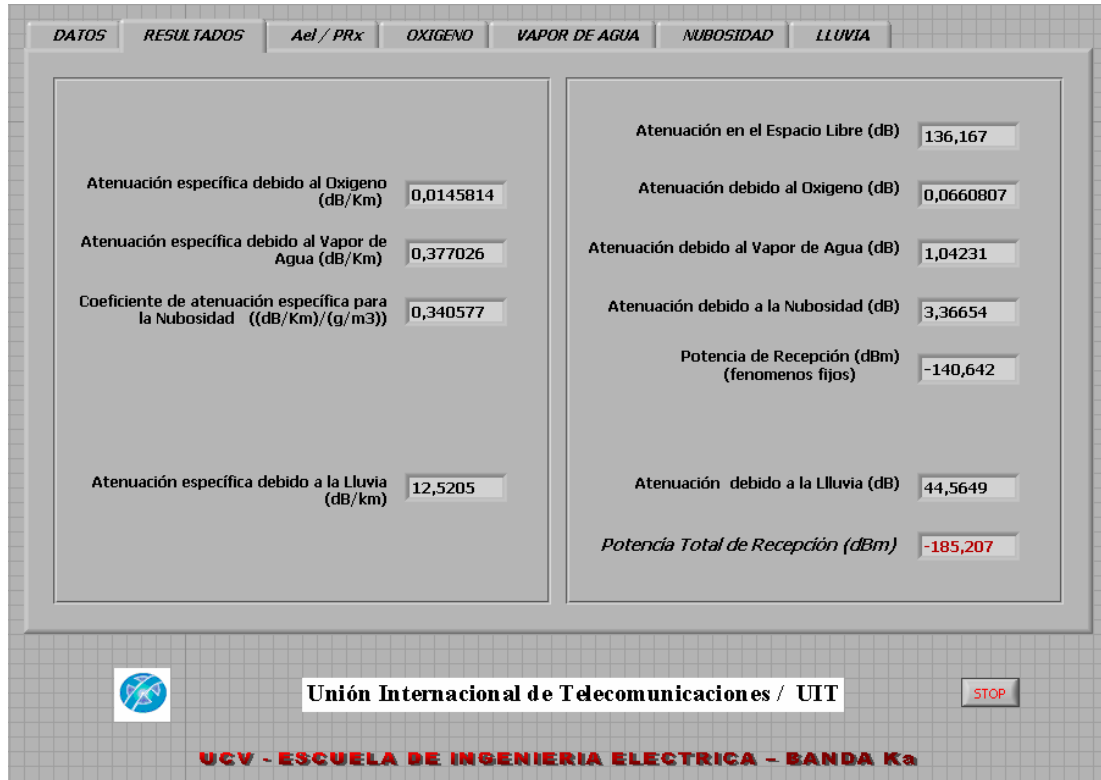 DATOS RESULTADOS Ael / PRx OXIGENO VAPOR DE AGUA NUBOSIDAD LLUVIA
Atenuación específica debido al Oxigeno
(dB/Km) 0,0145814
Atenuación específica debido al Vapor de
Agua (dB/Km) 0,377026
Coeficiente de atenuación específica para
la Nubosidad ((dB/Km)/(g/m3)) 0,340577
Atenuación específica debido a la Lluvia
(dB/km) 12,5205
Atenuación en el Espacio Libre (dB) 136,167
Atenuación debido al Oxigeno (dB) 0,0660807
Atenuación debido al Vapor de Agua (dB) 1,04231
Atenuación debido a la Nubosidad (dB) 3,36654
Potencia de Recepción (dBm)
(fenomenos fijos) -140,642
Atenuación debido a la Llluvia (dB) 44,5649
Potencía Total de Recepción (dBm) -185,207
Unión Internacional de Telecomunicaciones / UIT
STOP
UCV - ESCUELA DE INGENIERIA ELECTRICA - BANDA Ka